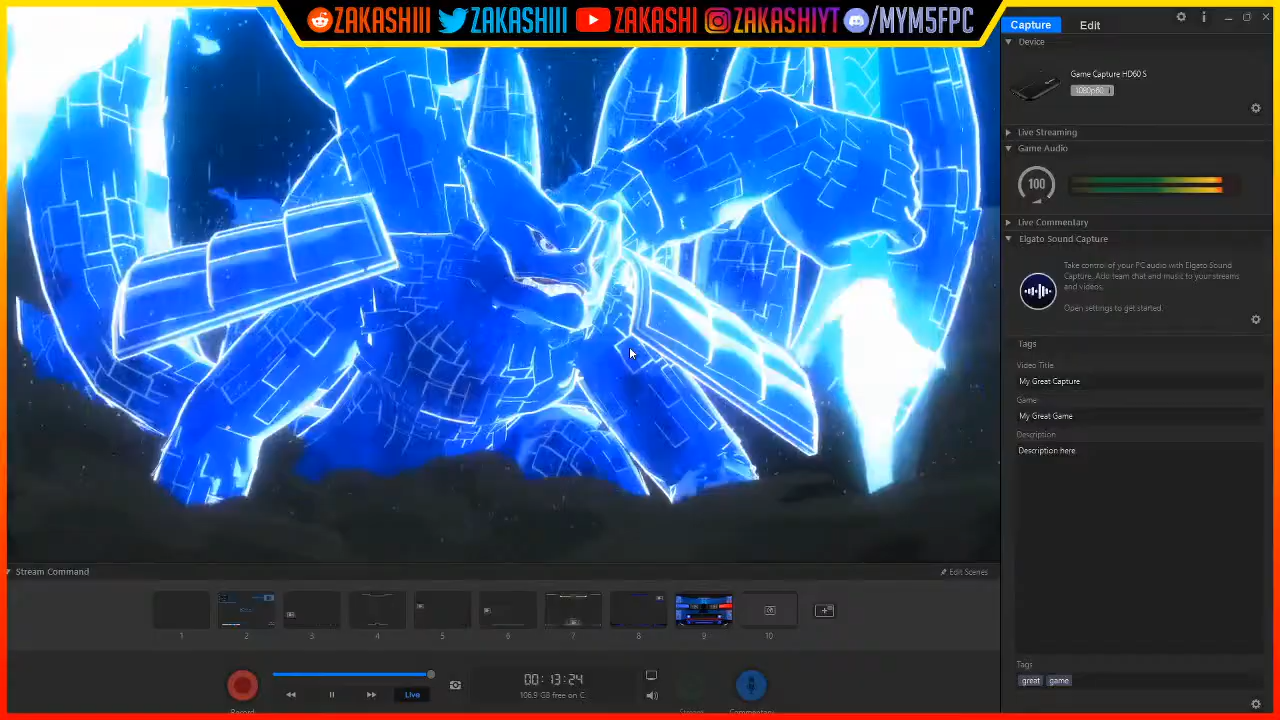 ZAKASHIII ZAKASHIII ZAKASHI ZAKASHIYT /MYM5FPC
Capture Edit
Device
Game Capture HD60 S
1080p60
Live Streaming
Game Audio
100
Live Commentary
Elgato Sound Capture
Take control of your PC audio with Elgato Sound
Capture. Add team chat and music to your streams
and videos.
Open settings to get started.
Tags
Video Title
My Great Capture
Game
My Great Game
Description
Description here
Stream Command
Edit Scenes
1 2 3 4 5 6 7 8 9 10
00:13:24
106.9 GB free on C
Live
Record
Stream
Commentary
Tags
great game